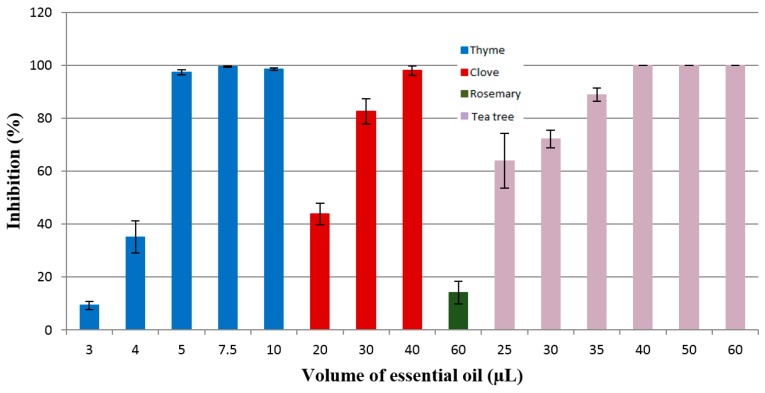 120
100
80
60
40
20
0
Inhibition (%)
Thyme
Clove
Rosemary
Tea tree
3 4 5 7.5 10 20 30 40 60 25 30 35 40 50 60
Volume of essential oil (µL)